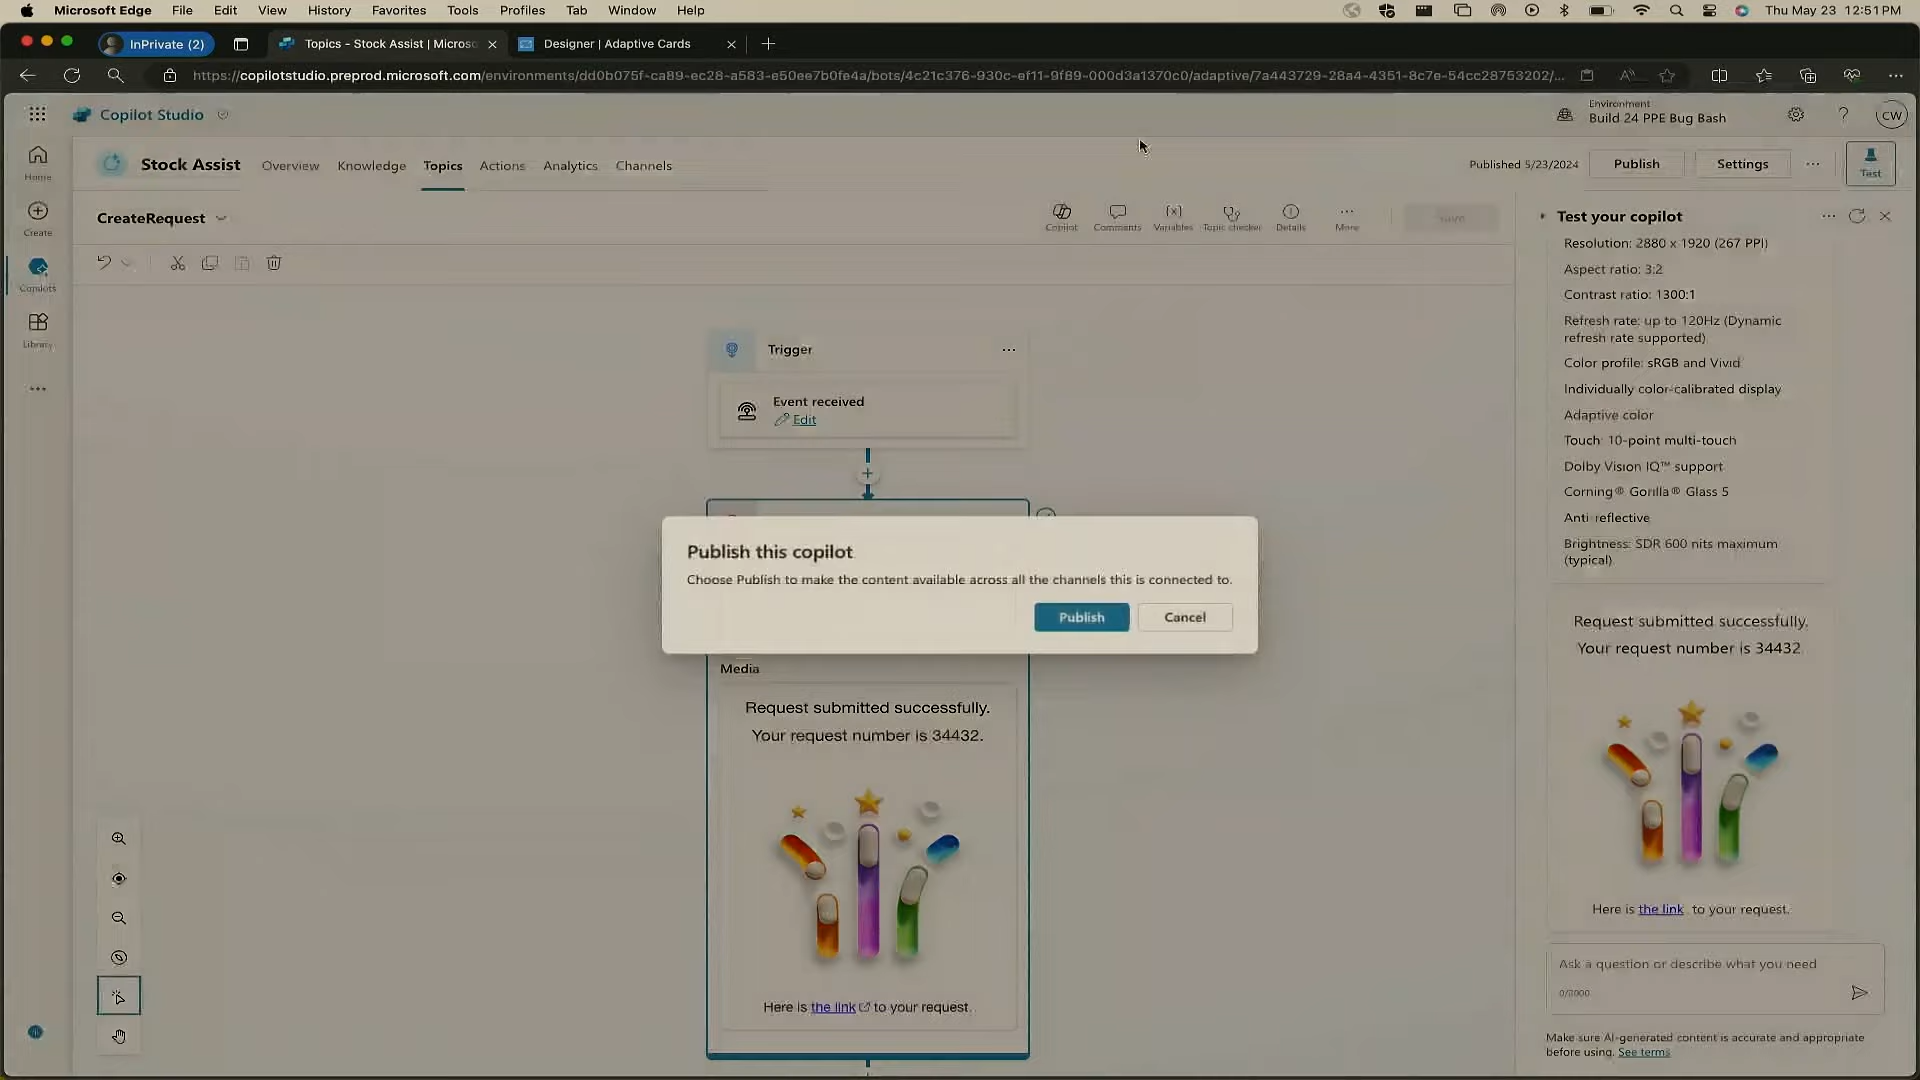 Microsoft Edge File Edit View History Favorites Tools Profiles Tab Window Help Thu May 23 12:51 PM
InPrivate (2) Topics - Stock Assist | Micros Designer | Adaptive Cards
https://copilotstudio.preprod.microsoft.com/environments/dd0b075f-ca89-ec28-a583-e50ee7b0fe4a/bots/4c21c376-930c-ef11-9f89-000d3a1370c0/adaptive/7a443729-28a4-4351-8c7e-54cc28753202/...
Copilot Studio
Environment
Build 24 PPE Bug Bash
CW
Stock Assist Overview Knowledge Topics Actions Analytics Channels
Published 5/23/2024 Publish Settings Test
Home
Create
Copilots
Library
CreateRequest
Copilot Comments Variables Topic checker Details More Save
Trigger
Event received
Edit
Publish this copilot
Choose Publish to make the content available across all the channels this is connected to.
Publish Cancel
Media
Request submitted successfully.
Your request number is 34432.
Here is the link to your request.
Test your copilot
Resolution: 2880 x 1920 (267 PPI)
Aspect ratio: 3:2
Contrast ratio: 1300:1
Refresh rate: up to 120Hz (Dynamic
refresh rate supported)
Color profile: sRGB and Vivid
Individually color-calibrated display
Adaptive color
Touch: 10-point multi-touch
Dolby Vision IQ™ support
Corning® Gorilla® Glass 5
Anti-reflective
Brightness: SDR 600 nits maximum
(typical)
Request submitted successfully.
Your request number is 34432
Here is the link to your request.
Ask a question or describe what you need
0/2000
Make sure AI-generated content is accurate and appropriate
before using. See terms